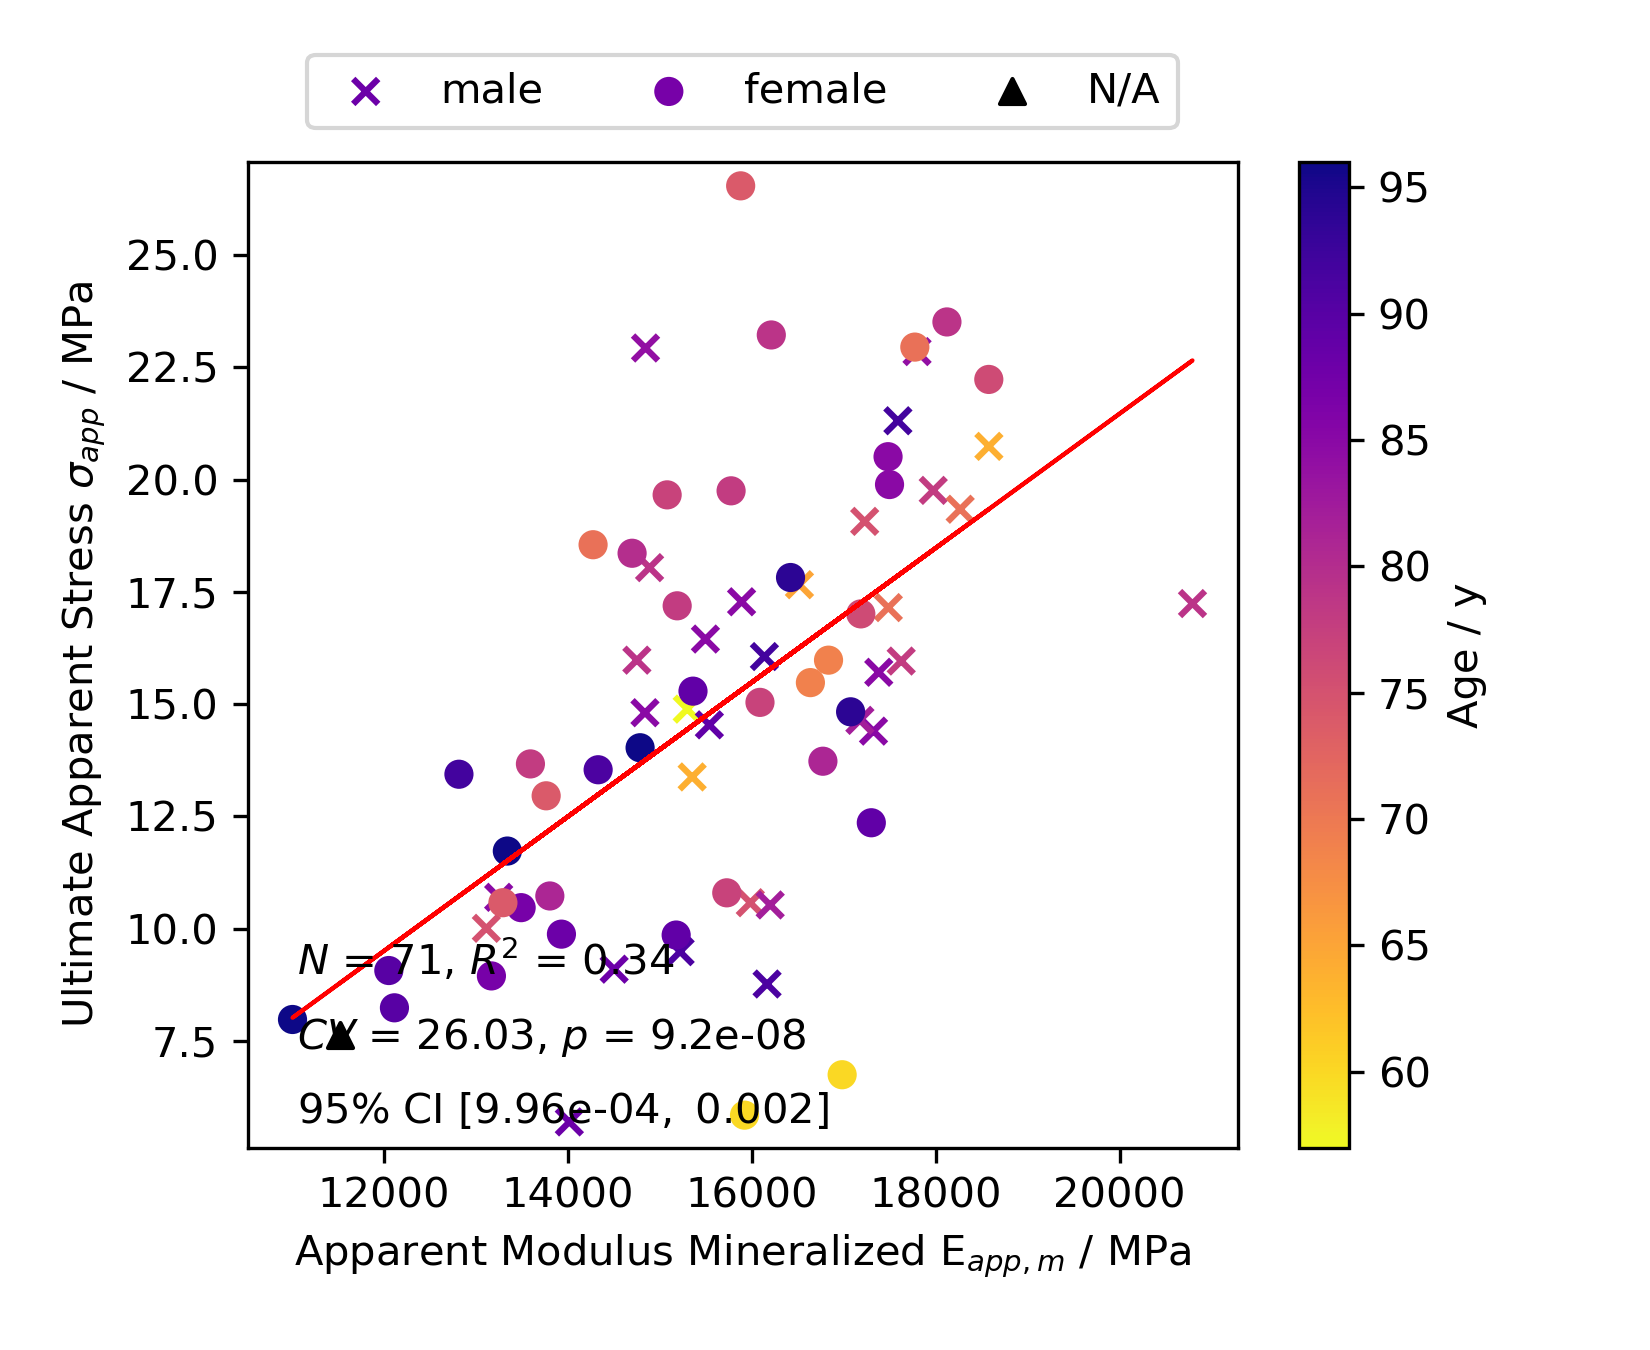 male female N/A
25.0
22.5
20.0
17.5
15.0
12.5
10.0
7.5
Ultimate Apparent Stress σapp / MPa
N = 71, R² = 0.34
CV = 26.03, p = 9.2e-08
95% CI [9.96e-04, 0.002]
12000 14000 16000 18000 20000
Apparent Modulus Mineralized Eapp,m / MPa
95
90
85
80
75
70
65
60
Age / y